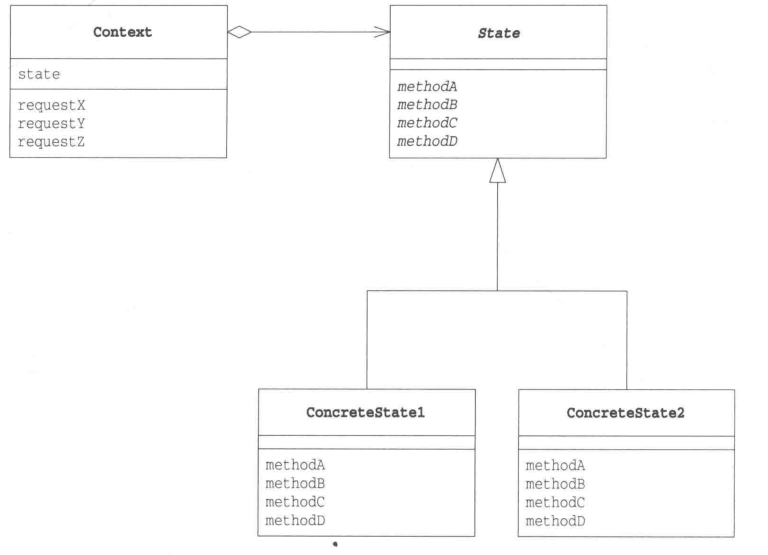 Context
state
requestX
requestY
requestZ
State
methodA
methodB
methodC
methodD
ConcreteState1
methodA
methodB
methodC
methodD
ConcreteState2
methodA
methodB
methodC
methodD